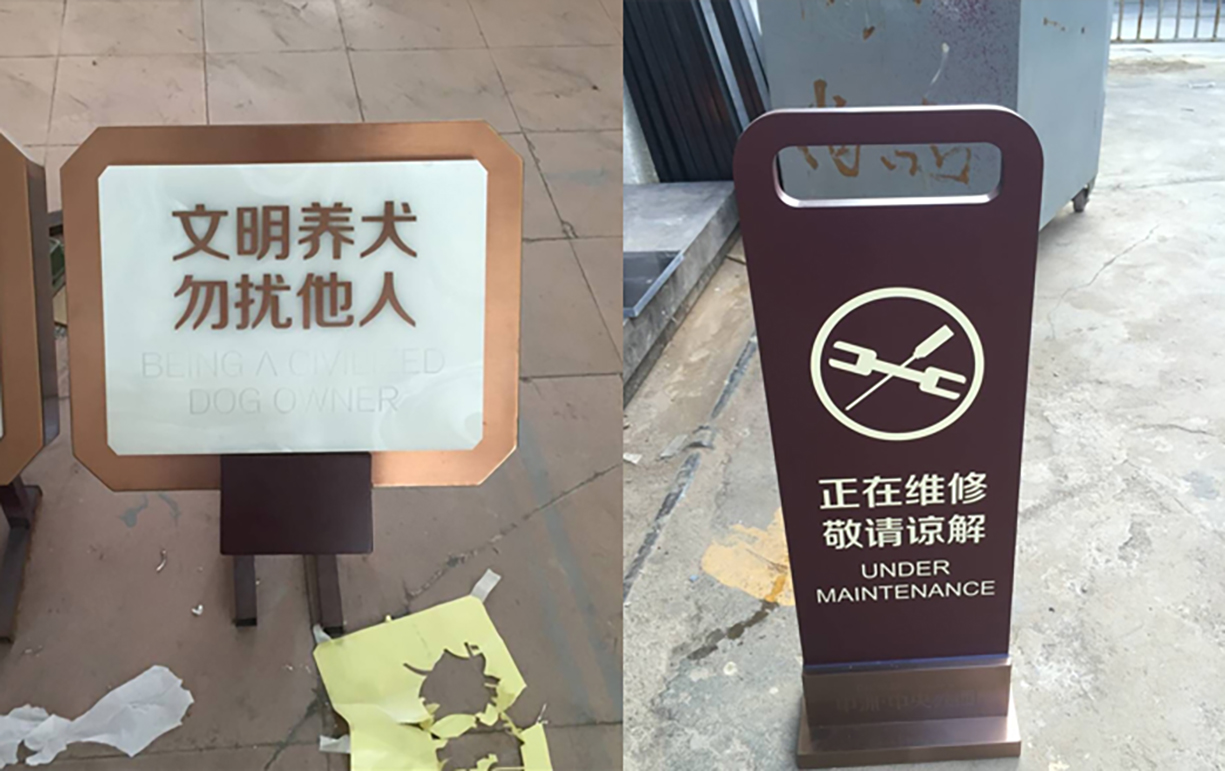 文明养犬
勿扰他人
BEING A CIVILIZED
DOG OWNER
正在维修
敬请谅解
UNDER
MAINTENANCE